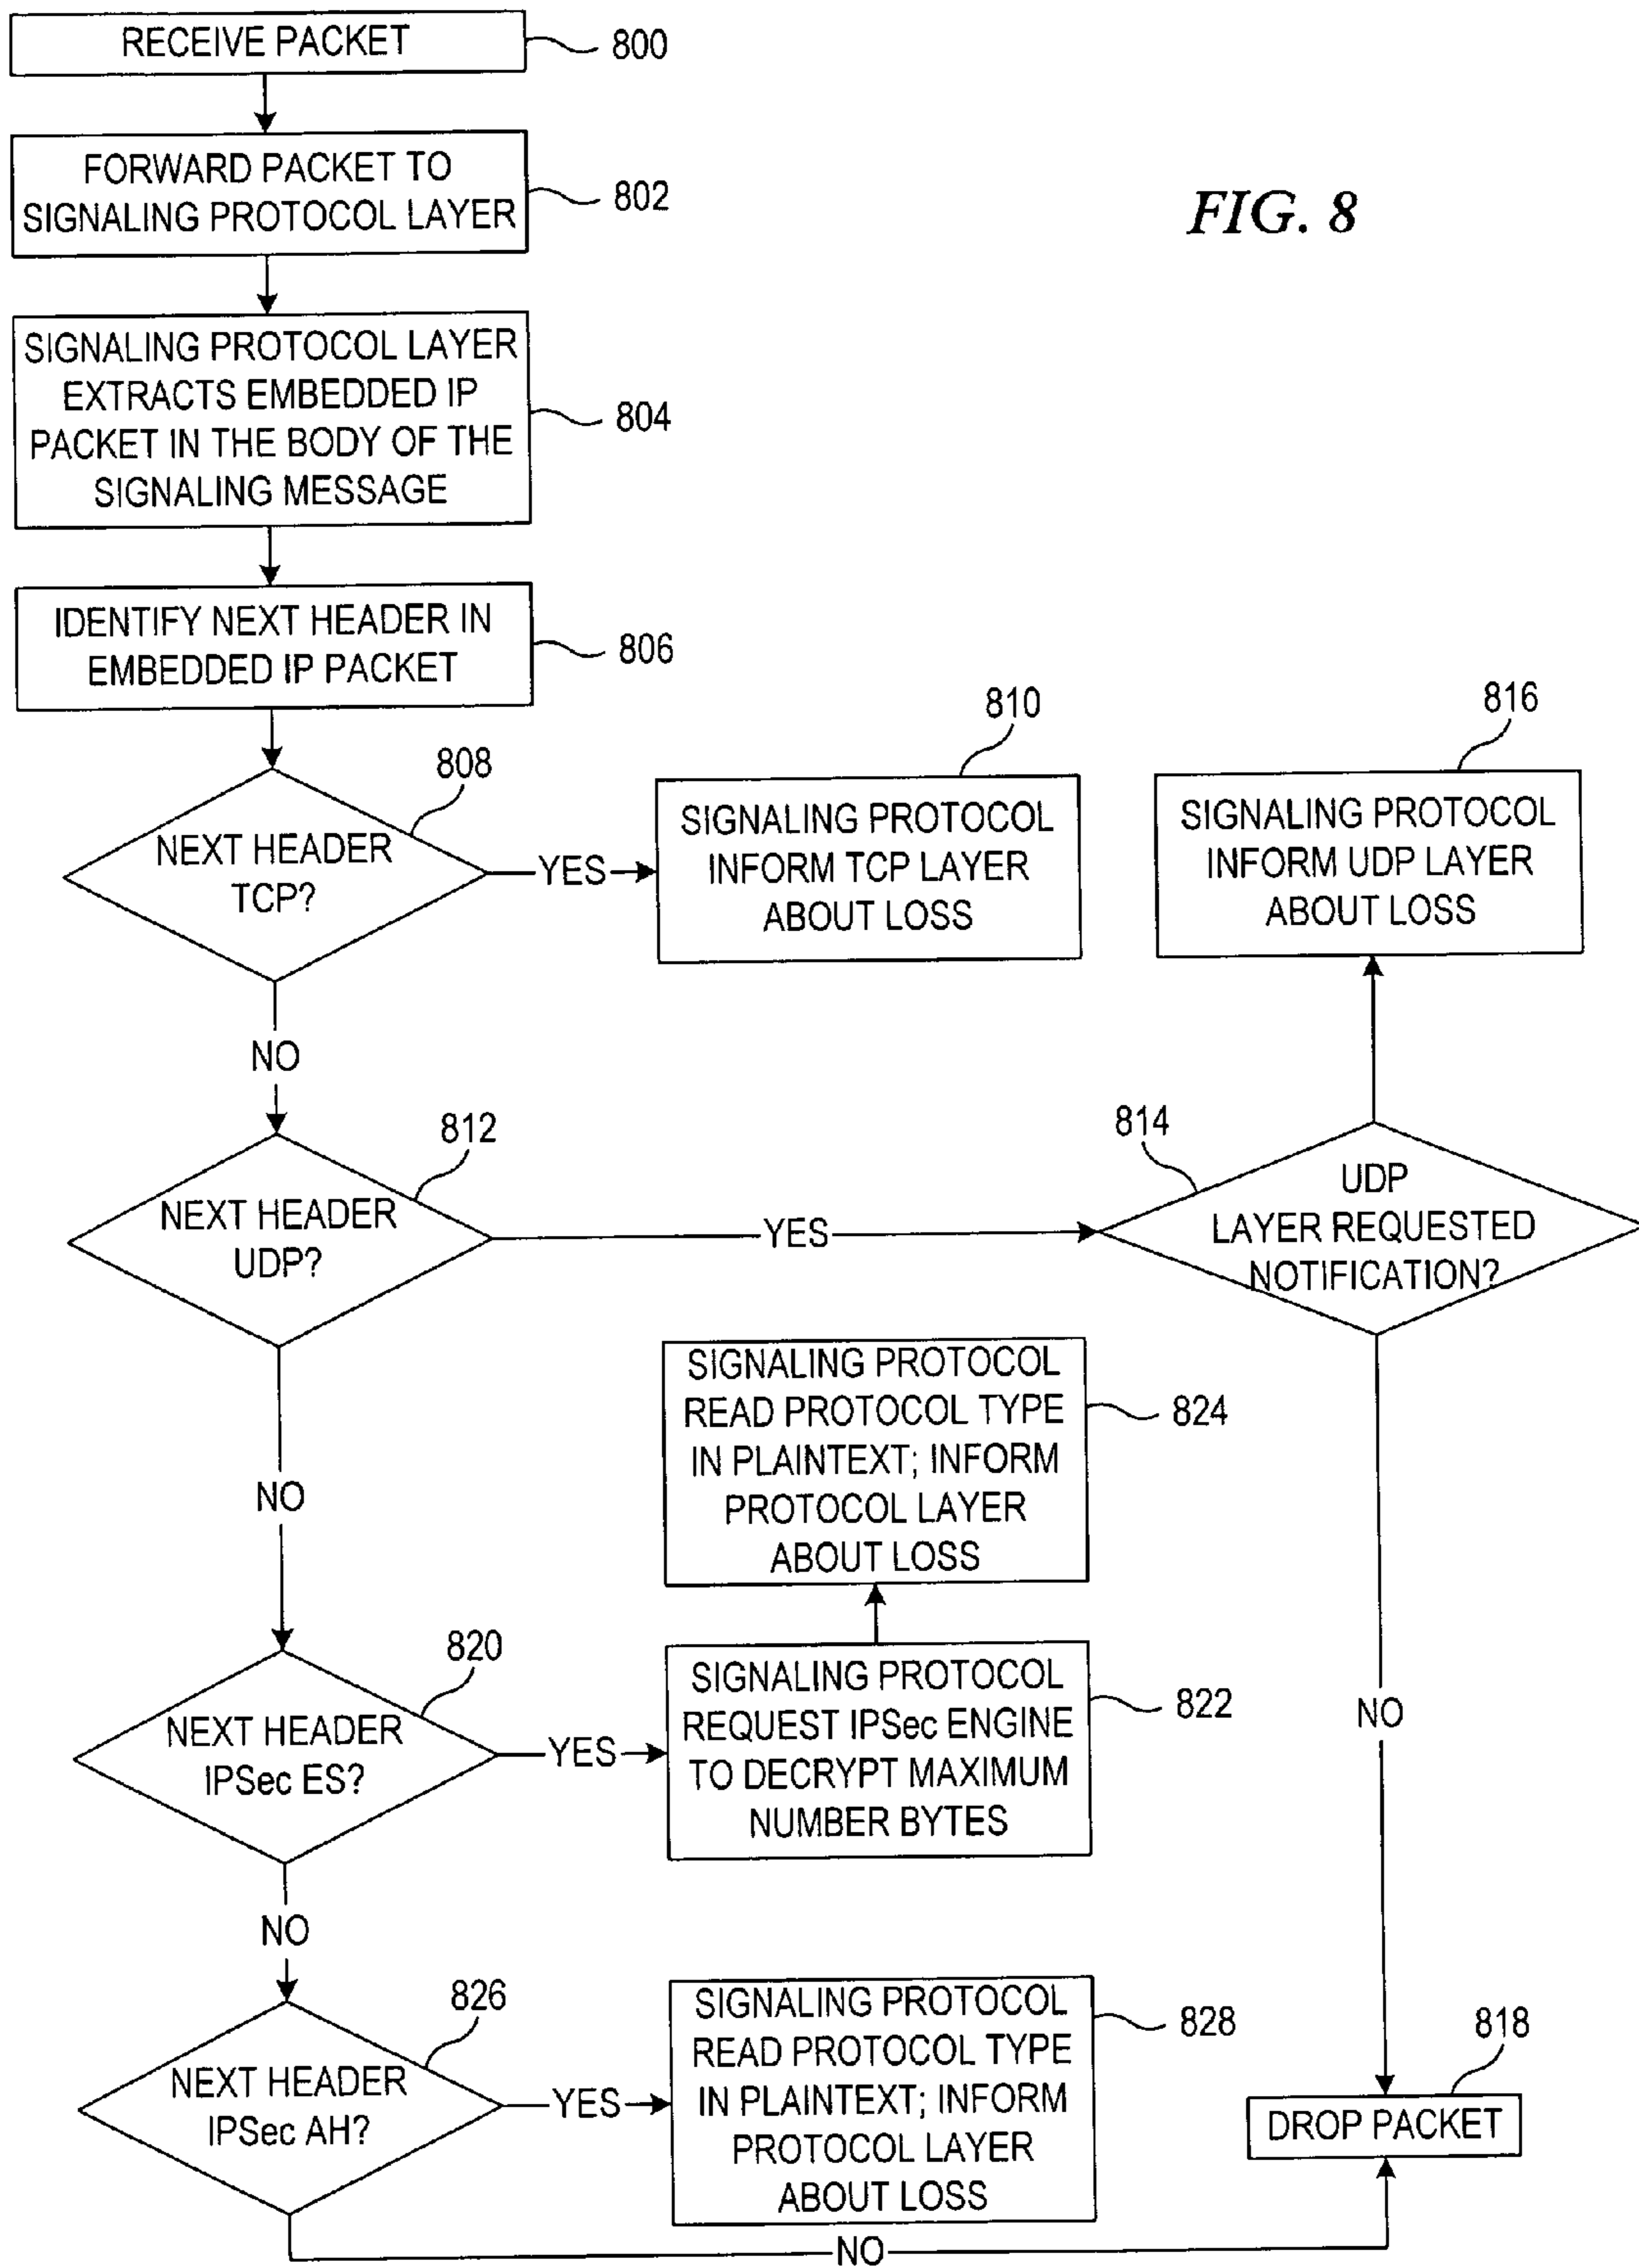 RECEIVE PACKET
800
FORWARD PACKET TO
SIGNALING PROTOCOL LAYER
802
FIG. 8
SIGNALING PROTOCOL LAYER
EXTRACTS EMBEDDED IP
PACKET IN THE BODY OF THE
SIGNALING MESSAGE
804
IDENTIFY NEXT HEADER IN
EMBEDDED IP PACKET
806
808
NEXT HEADER
TCP?
YES
810
SIGNALING PROTOCOL
INFORM TCP LAYER
ABOUT LOSS
816
SIGNALING PROTOCOL
INFORM UDP LAYER
ABOUT LOSS
NO
812
NEXT HEADER
UDP?
YES
814
UDP
LAYER REQUESTED
NOTIFICATION?
NO
SIGNALING PROTOCOL
READ PROTOCOL TYPE
IN PLAINTEXT; INFORM
PROTOCOL LAYER
ABOUT LOSS
824
820
NEXT HEADER
IPSec ES?
YES
SIGNALING PROTOCOL
REQUEST IPSec ENGINE
TO DECRYPT MAXIMUM
NUMBER BYTES
822
NO
NO
826
NEXT HEADER
IPSec AH?
YES
SIGNALING PROTOCOL
READ PROTOCOL TYPE
IN PLAINTEXT; INFORM
PROTOCOL LAYER
ABOUT LOSS
828
818
DROP PACKET
NO